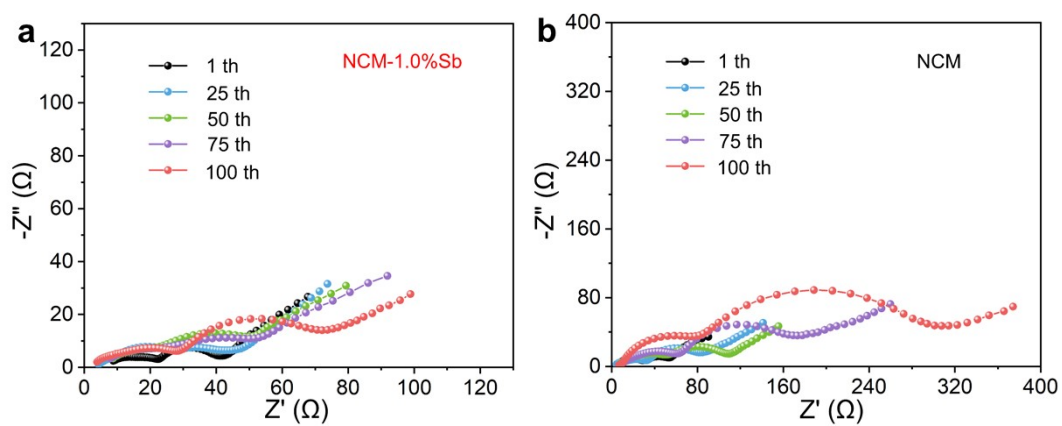 a
NCM-1.0%Sb
1 th
25 th
50 th
75 th
100 th
120
100
80
60
40
20
0
-Z" (Ω)
0 20 40 60 80 100 120
Z' (Ω)
b
NCM
1 th
25 th
50 th
75 th
100 th
400
320
240
160
80
0
-Z" (Ω)
0 80 160 240 320 400
Z' (Ω)